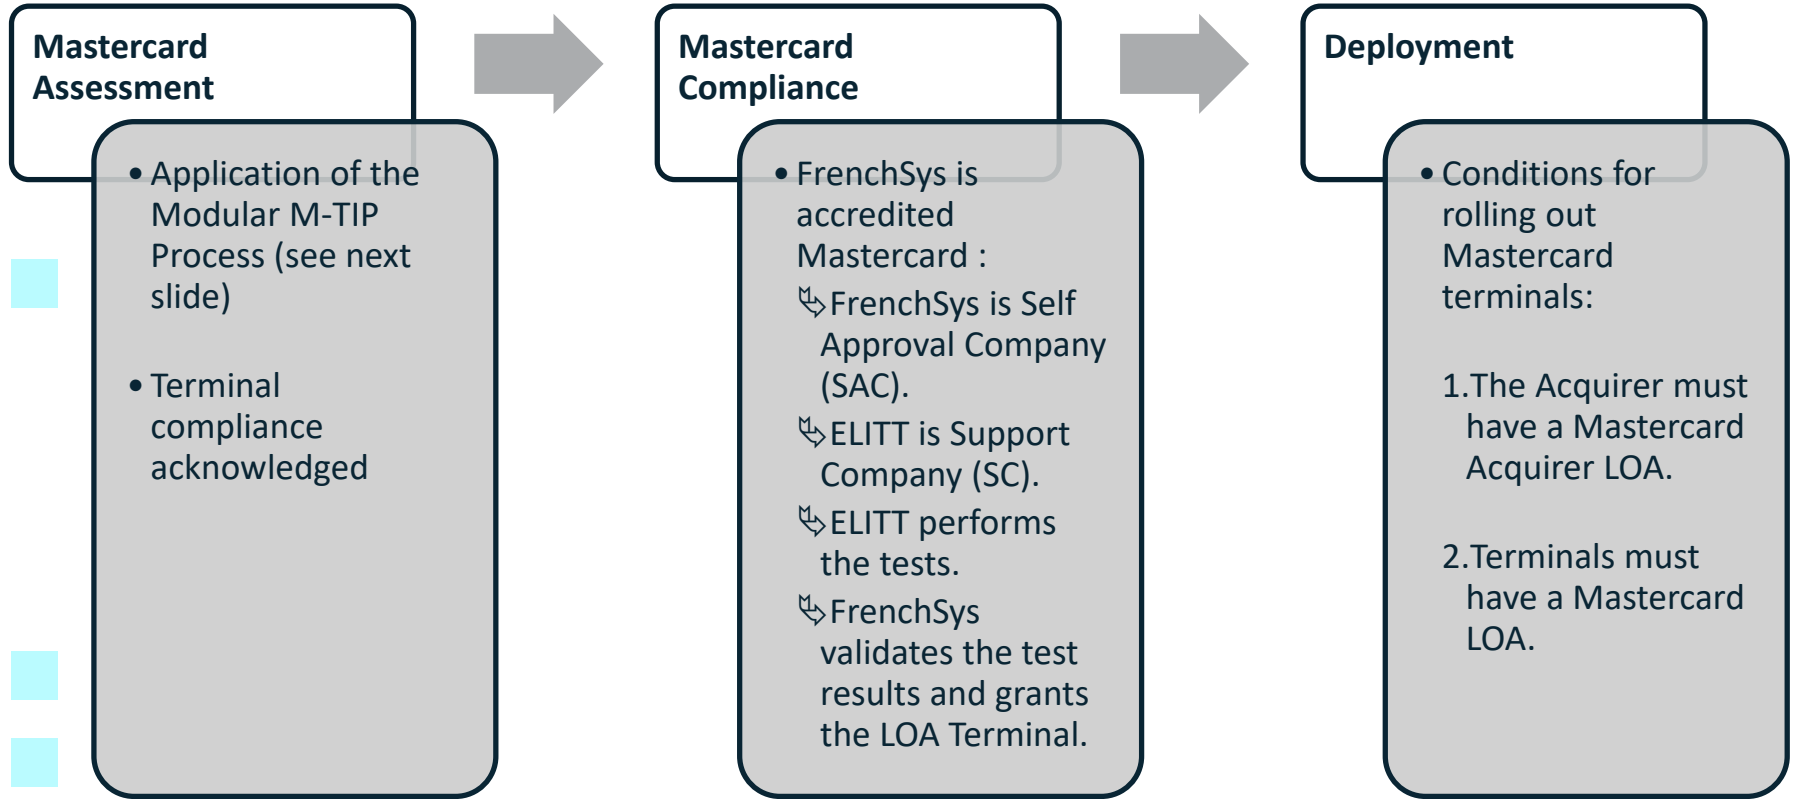 Mastercard
Assessment
• Application of the
Modular M-TIP
Process (see next
slide)
• Terminal
compliance
acknowledged
Mastercard
Compliance
• FrenchSys is
accredited
Mastercard :
FrenchSys is Self
Approval Company
(SAC).
ELITT is Support
Company (SC).
ELITT performs
the tests.
FrenchSys
validates the test
results and grants
the LOA Terminal.
Deployment
• Conditions for
rolling out
Mastercard
terminals:
1.The Acquirer must
have a Mastercard
Acquirer LOA.
2.Terminals must
have a Mastercard
LOA.